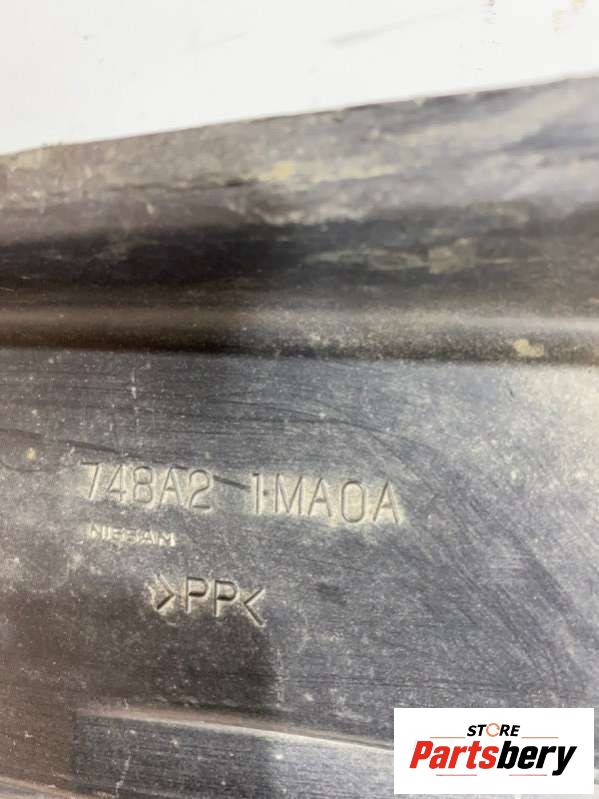 748A2 1MA0A
NISSAN
>PP<
STORE
Partsbery